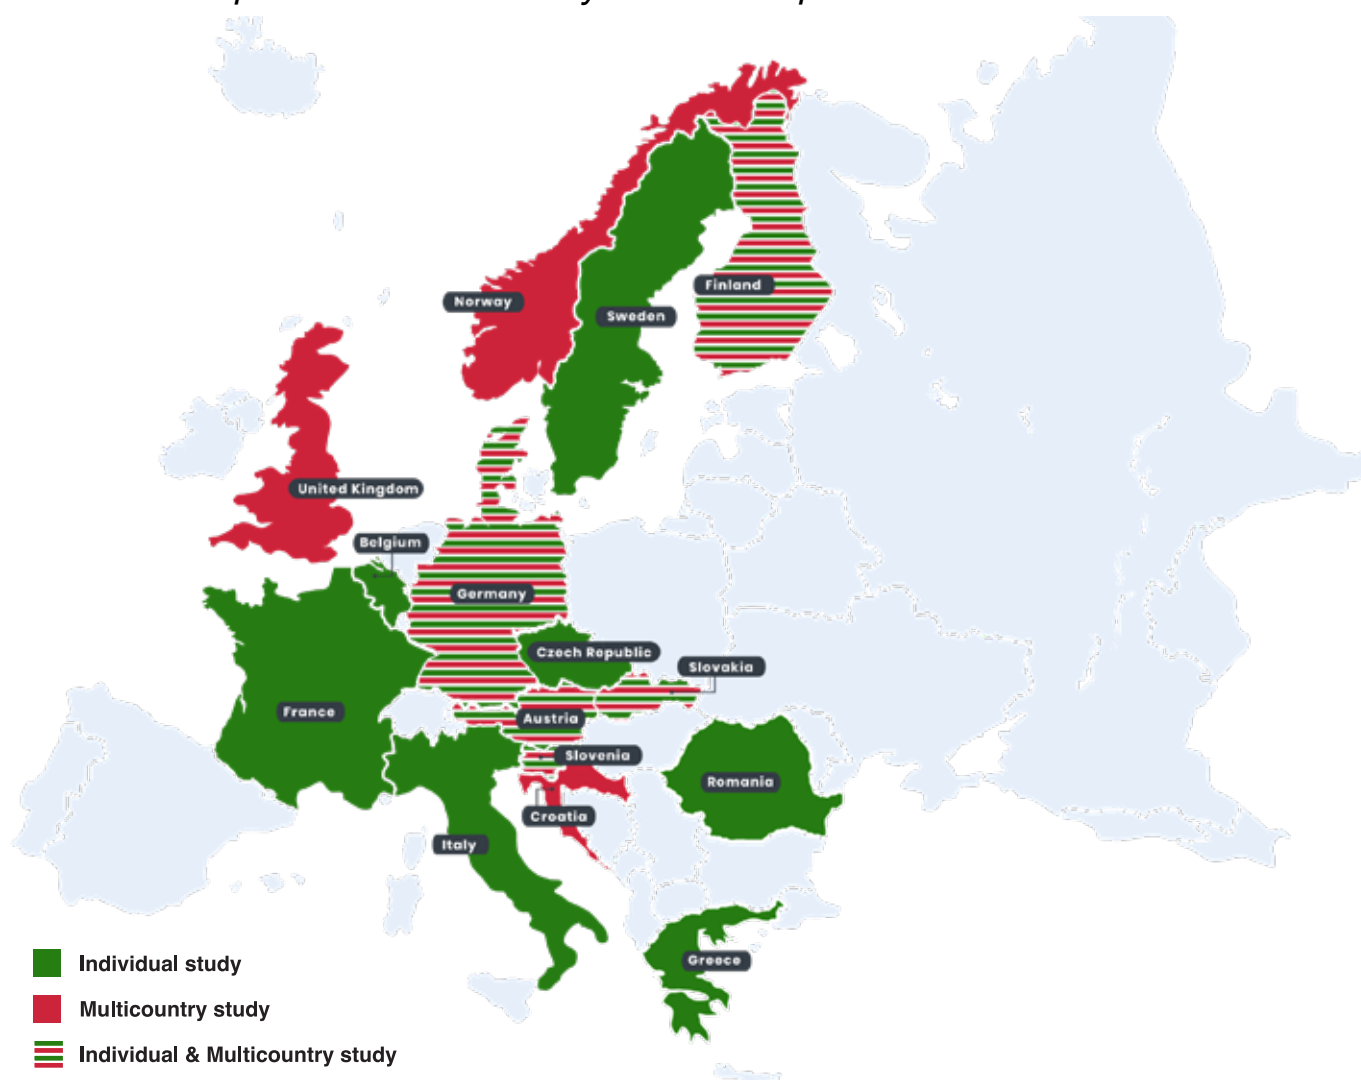 Norway
Finland
Sweden
United Kingdom
Belgium
Germany
Czech Republic
Slovakia
France
Austria
Slovenia
Romania
Croatia
Italy
Greece
Individual study
Multicountry study
Individual & Multicountry study